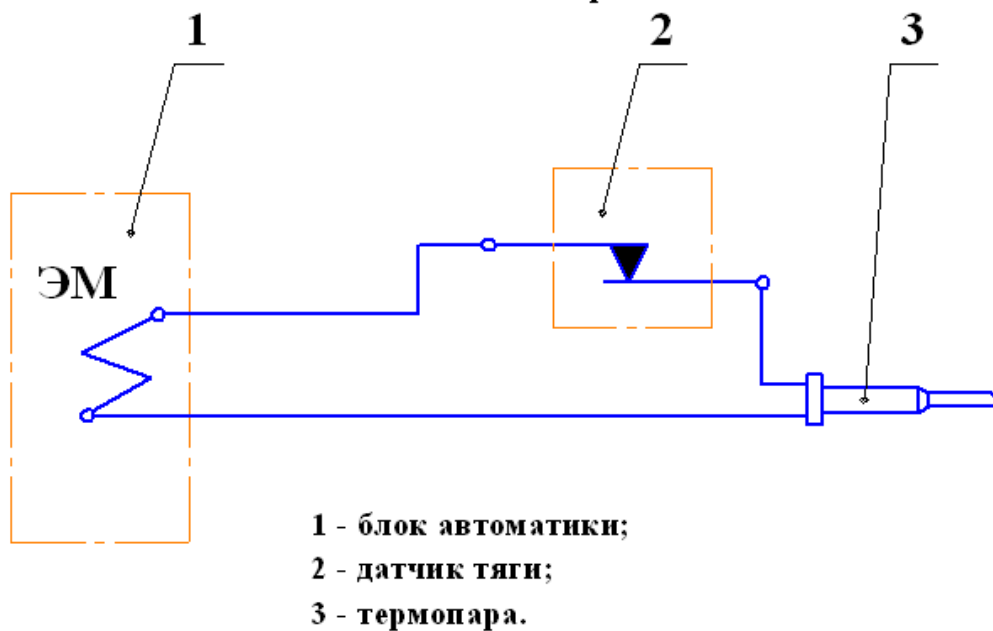 1 2 3
ЭМ
1 - блок автоматики;
2 - датчик тяги;
3 - термопара.